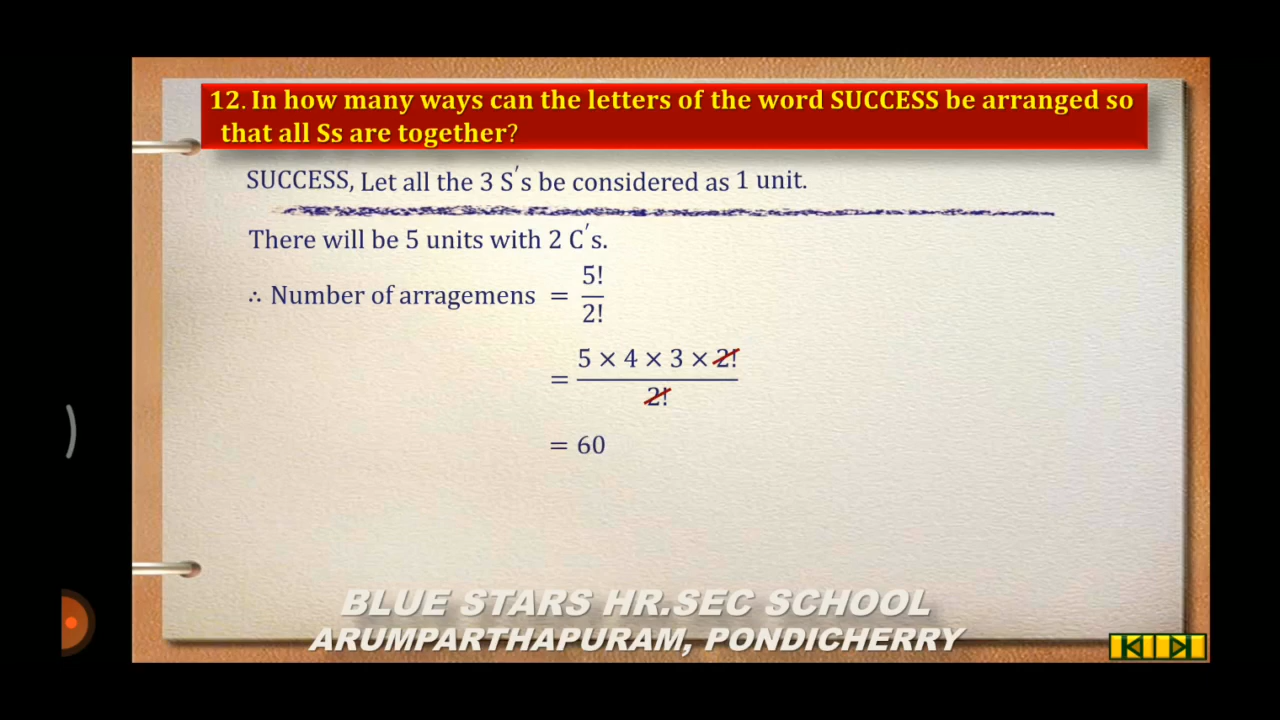 12. In how many ways can the letters of the word SUCCESS be arranged so
that all Ss are together?
SUCCESS, Let all the 3 S′s be considered as 1 unit.
There will be 5 units with 2 C′s.
∴ Number of arragemens = 5!/2!
= 5 × 4 × 3 × 2!/2!
= 60
BLUE STARS HR.SEC SCHOOL
ARUMPARTHAPURAM, PONDICHERRY